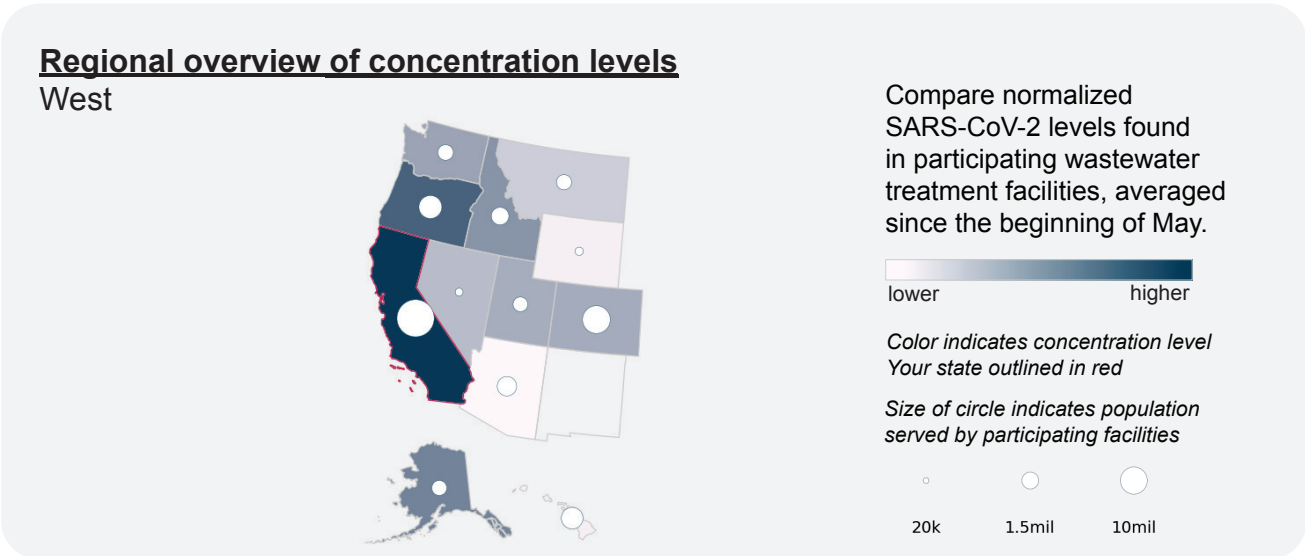 Regional overview of concentration levels
West
Compare normalized
SARS-CoV-2 levels found
in participating wastewater
treatment facilities, averaged
since the beginning of May.
lower higher
Color indicates concentration level
Your state outlined in red
Size of circle indicates population
served by participating facilities
20k 1.5mil 10mil